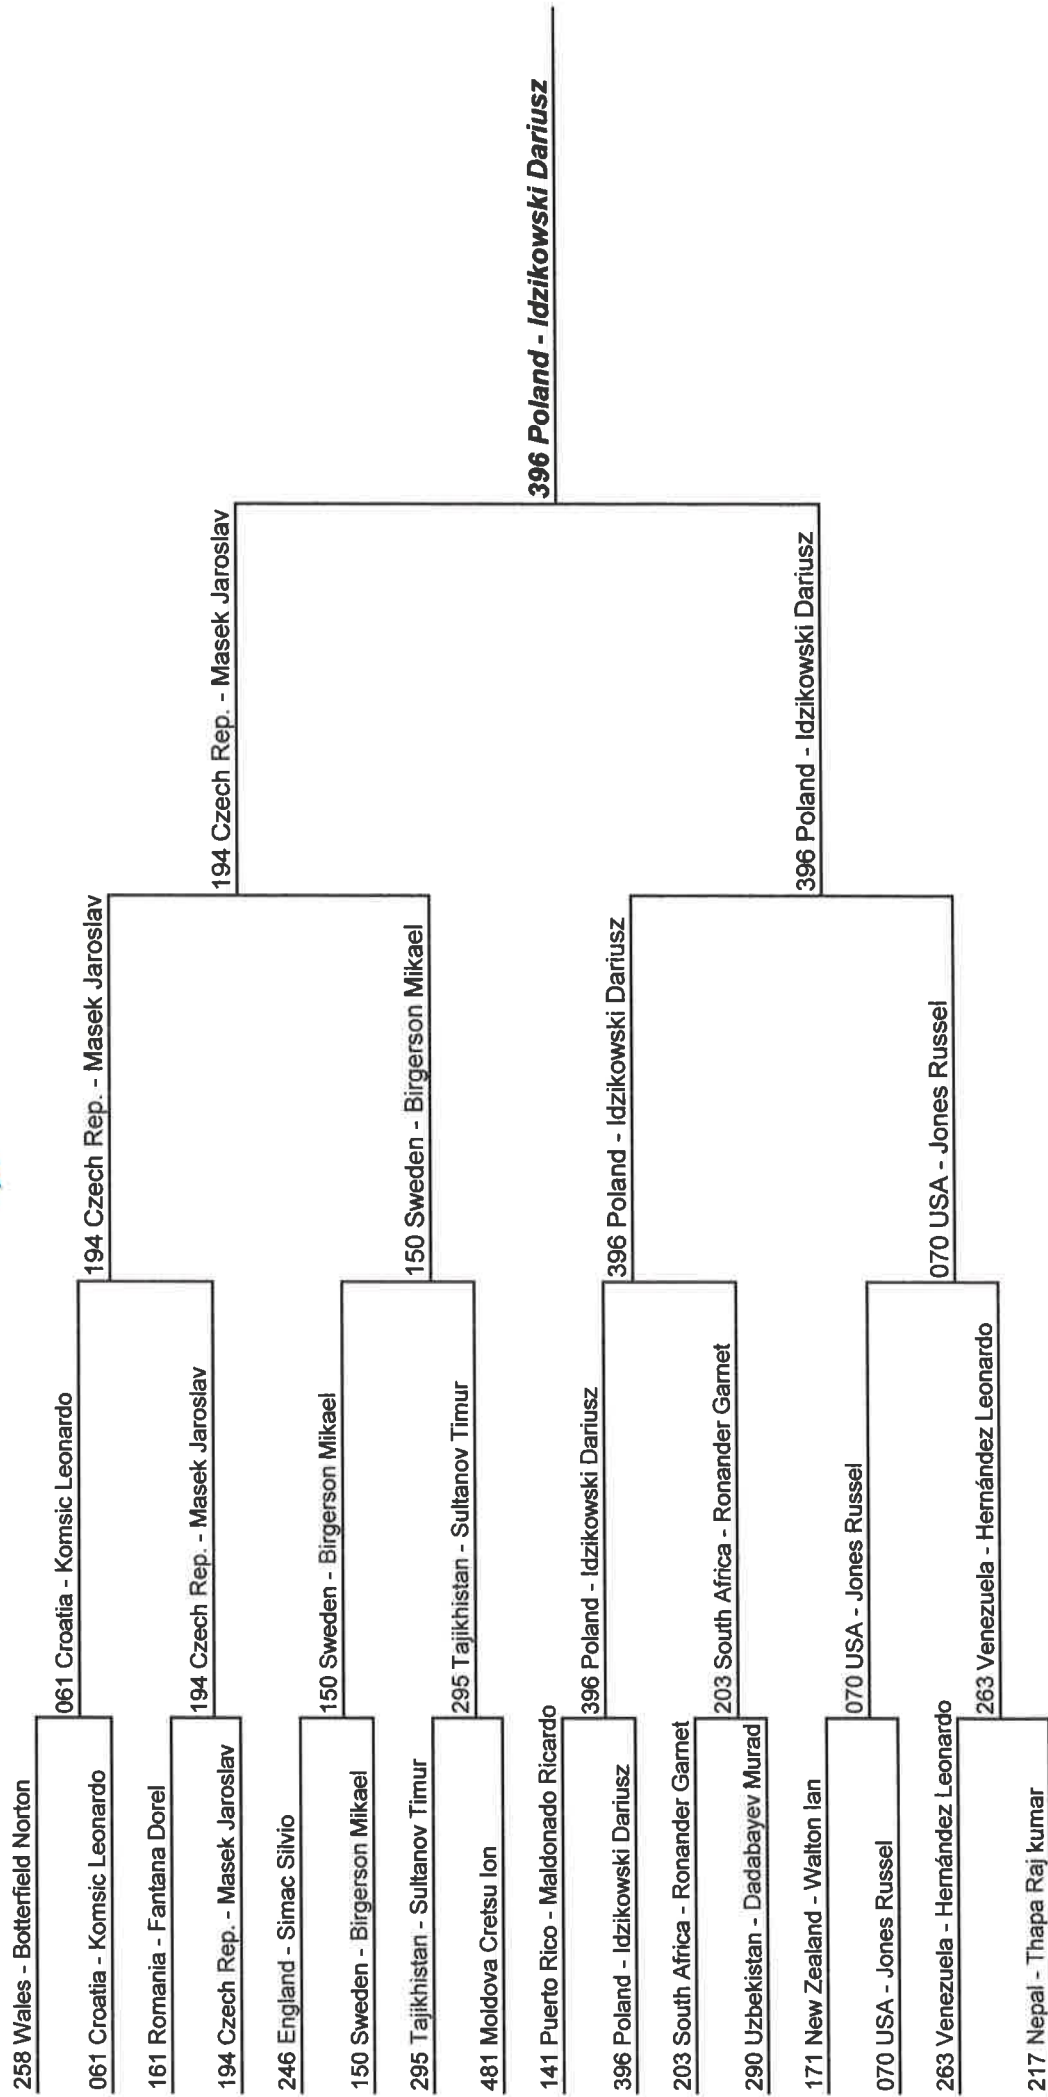 258 Wales - Botterfield Norton
061 Croatia - Komsic Leonardo
161 Romania - Fantana Dorel
194 Czech Rep. - Masek Jaroslav
246 England - Simac Silvio
150 Sweden - Birgerson Mikael
295 Tajikhistan - Sultanov Timur
481 Moldova Cretsu Ion
141 Puerto Rico - Maldonado Ricardo
396 Poland - Idzikowski Dariusz
203 South Africa - Ronander Garnet
290 Uzbekistan - Dadabayev Murad
171 New Zealand - Walton Ian
070 USA - Jones Russel
263 Venezuela - Hernández Leonardo
217 Nepal - Thapa Raj kumar
061 Croatia - Komsic Leonardo
194 Czech Rep. - Masek Jaroslav
150 Sweden - Birgerson Mikael
295 Tajikhistan - Sultanov Timur
396 Poland - Idzikowski Dariusz
203 South Africa - Ronander Garnet
070 USA - Jones Russel
263 Venezuela - Hernández Leonardo
194 Czech Rep. - Masek Jaroslav
150 Sweden - Birgerson Mikael
396 Poland - Idzikowski Dariusz
070 USA - Jones Russel
194 Czech Rep. - Masek Jaroslav
396 Poland - Idzikowski Dariusz
396 Poland - Idzikowski Dariusz